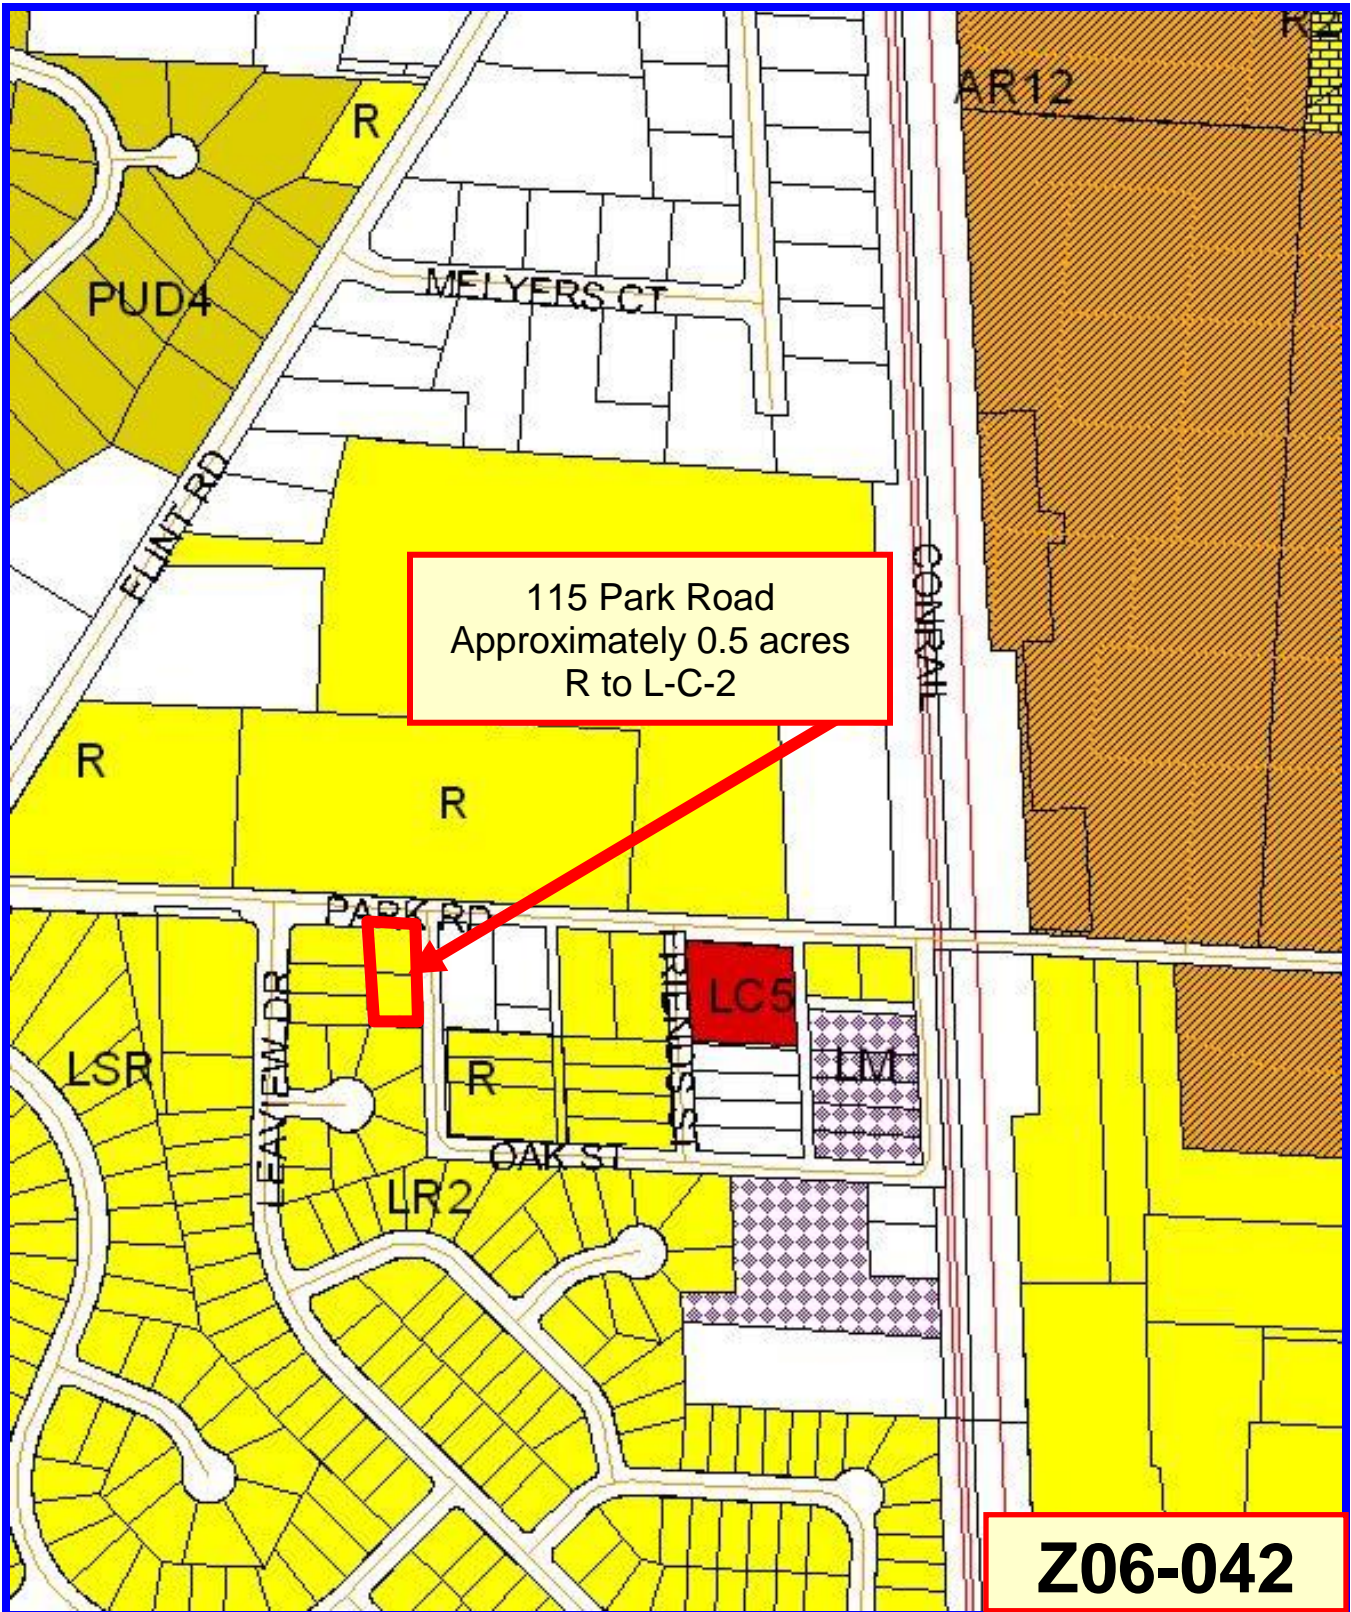 R
AR12
PUD4
MELYERS CT
FLINT RD
115 Park Road
Approximately 0.5 acres
R to L-C-2
CONRAIL
R
R
PARK RD
LC5
FRIENDS ST
LEAVIEW DR
LSR
R
LM
OAK ST
LR2
Z06-042